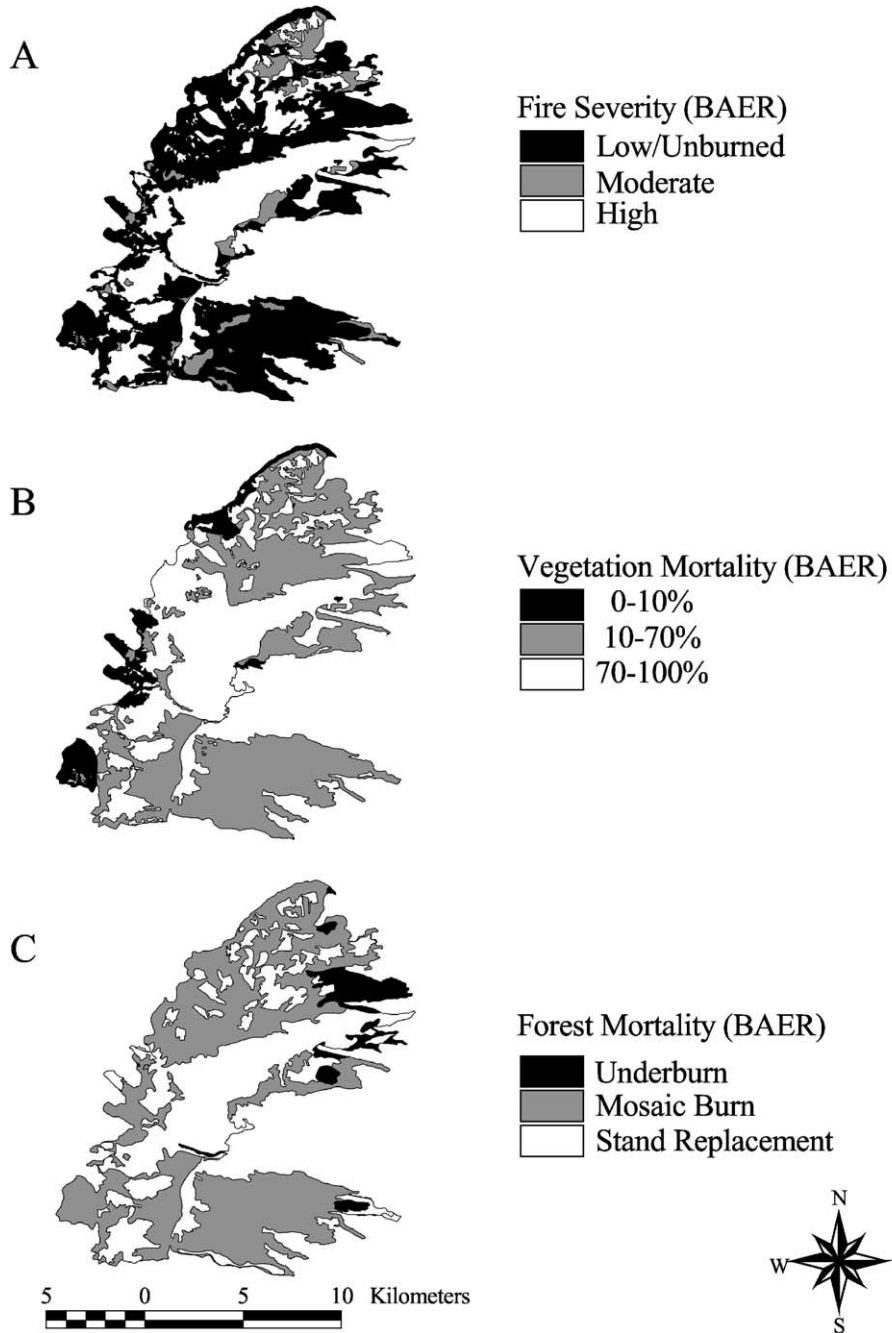 A
Fire Severity (BAER)
Low/Unburned
Moderate
High
B
Vegetation Mortality (BAER)
0-10%
10-70%
70-100%
C
Forest Mortality (BAER)
Underburn
Mosaic Burn
Stand Replacement
N
W E
S
5 0 5 10 Kilometers